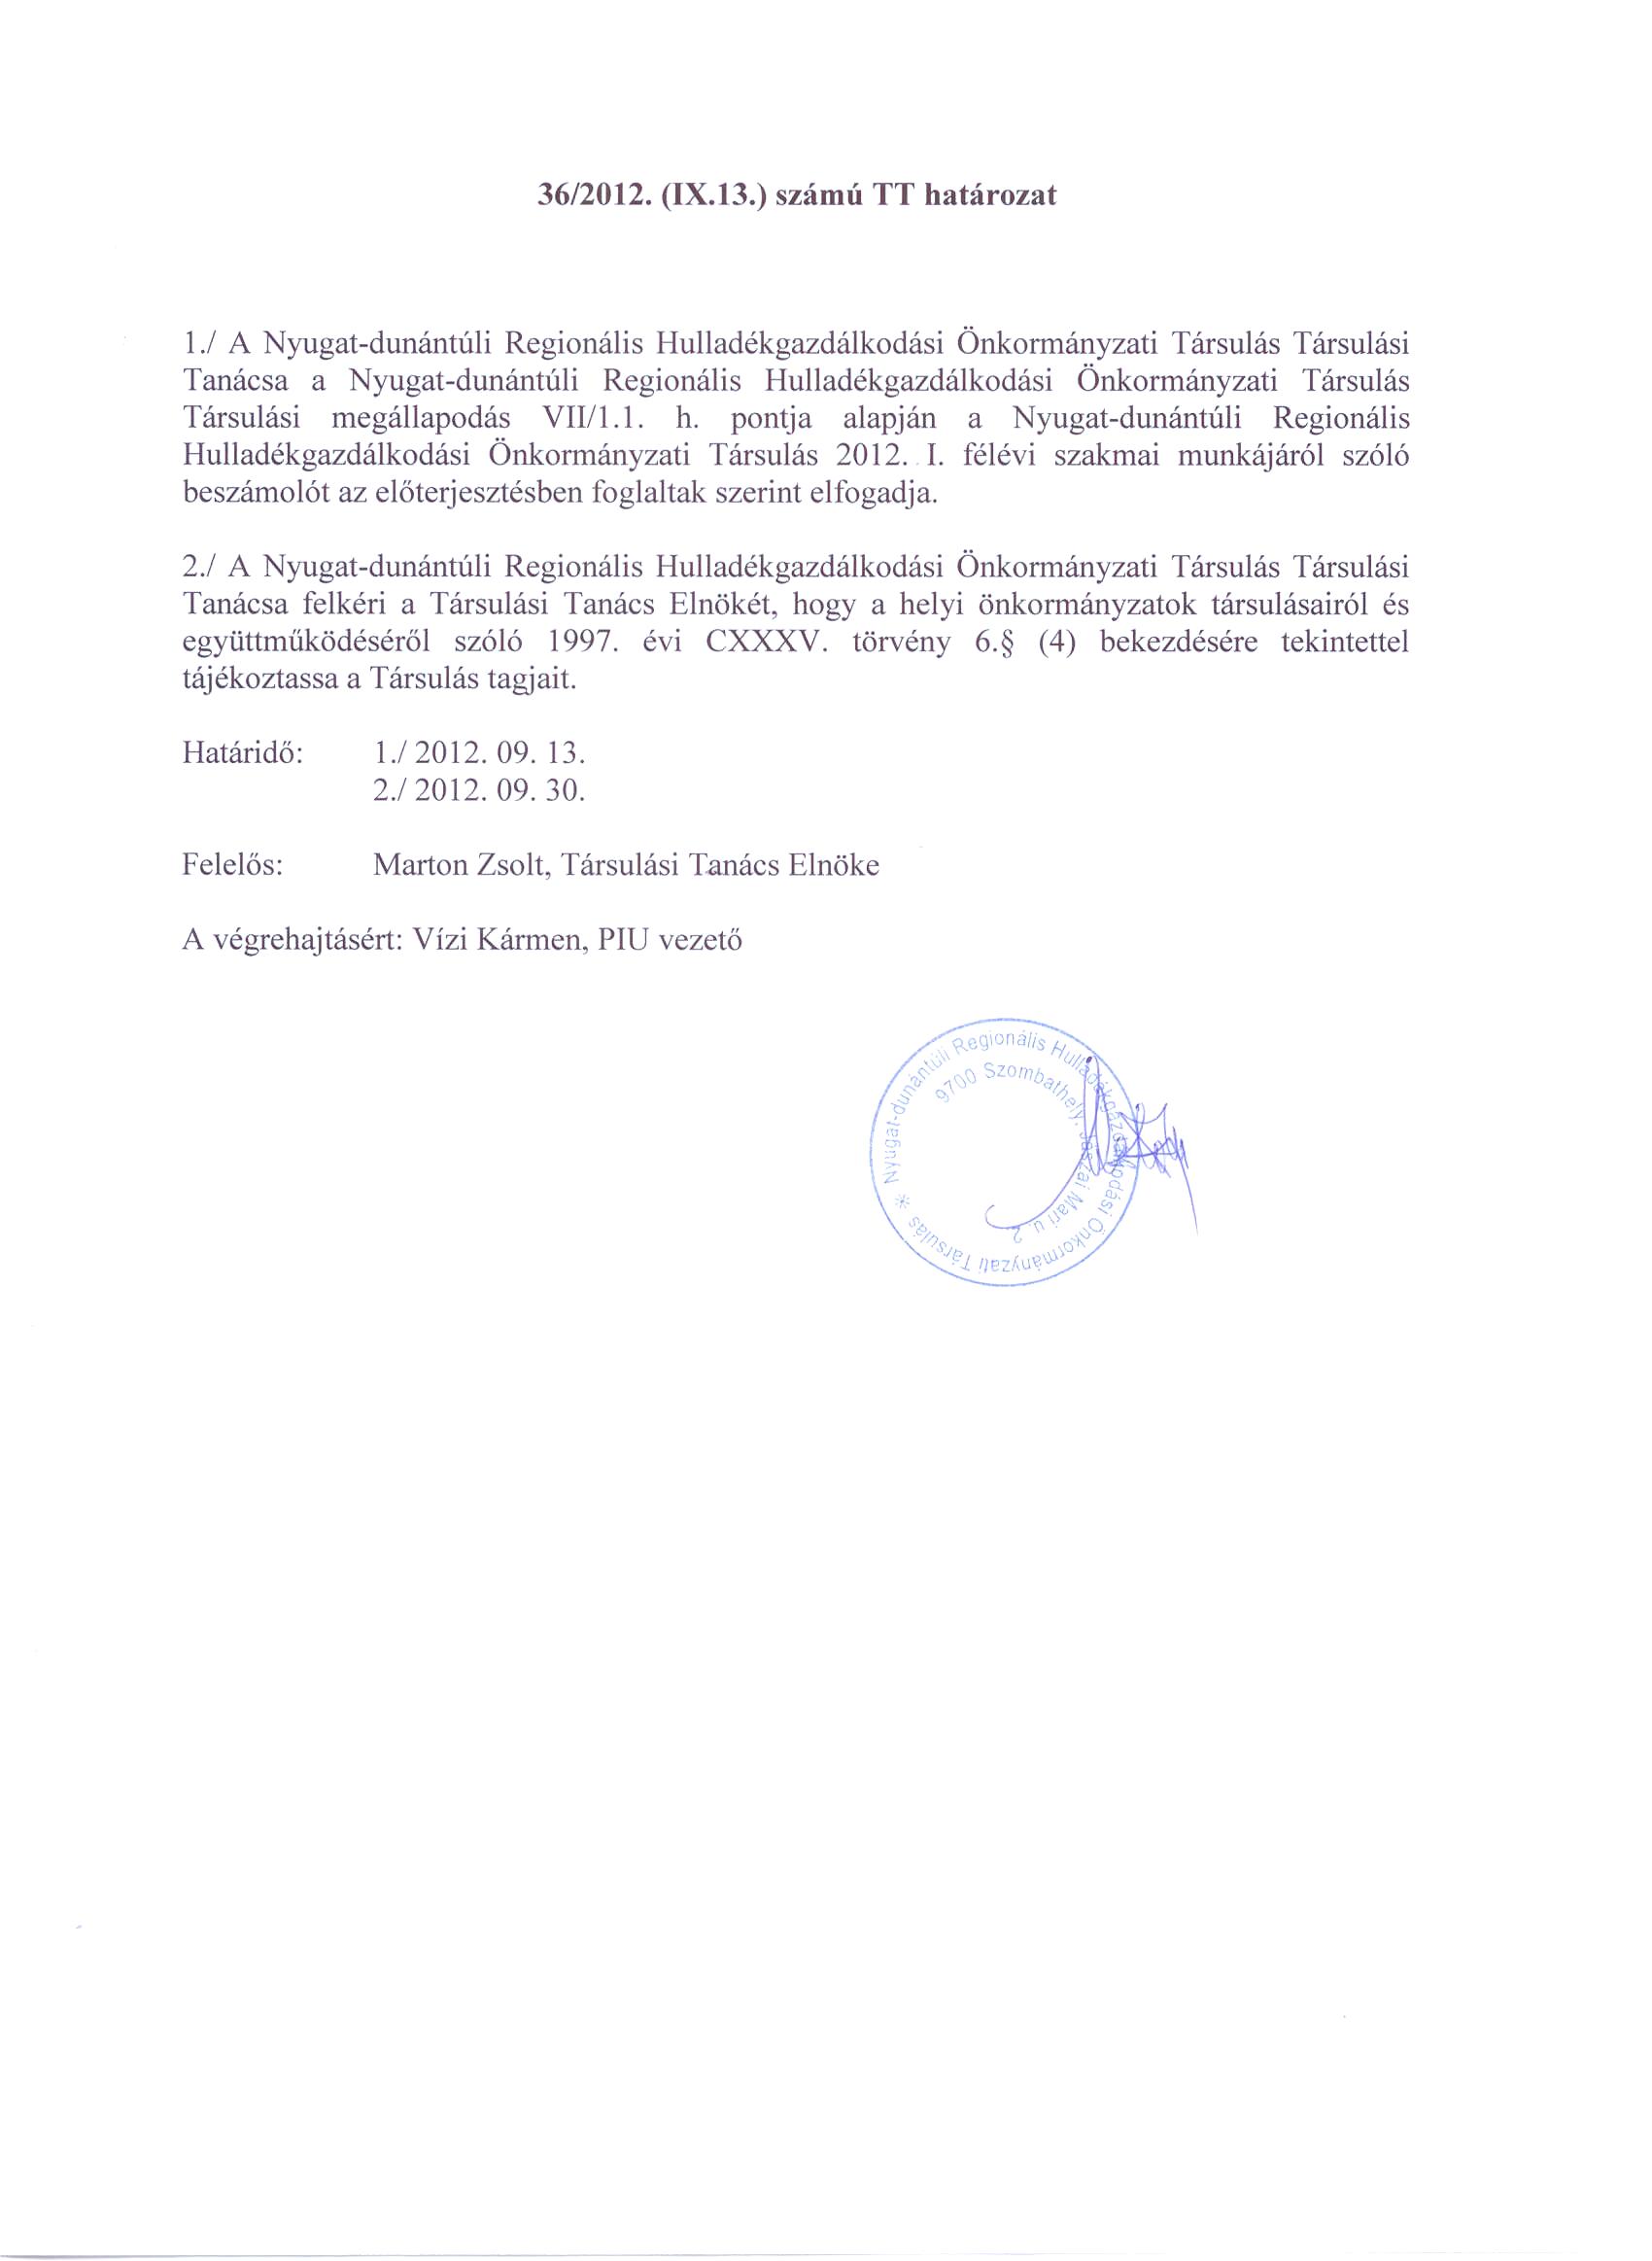 36/2012. (IX.13.) számú TT határozat
1./ A Nyugat-dunántúli Regionális Hulladékgazdálkodási Önkormányzati Társulás Társulási
Tanácsa a Nyugat-dunántúli Regionális Hulladékgazdálkodási Önkormányzati Társulás
Társulási megállapodás VII/1.1. h. pontja alapján a Nyugat-dunántúli Regionális
Hulladékgazdálkodási Önkormányzati Társulás 2012. I. félévi szakmai munkájáról szóló
beszámolót az előterjesztésben foglaltak szerint elfogadja.
2./ A Nyugat-dunántúli Regionális Hulladékgazdálkodási Önkormányzati Társulás Társulási
Tanácsa felkéri a Társulási Tanács Elnökét, hogy a helyi önkormányzatok társulásairól és
együttműködéséről szóló 1997. évi CXXXV. törvény 6.§ (4) bekezdésére tekintettel
tájékoztassa a Társulás tagjait.
Határidő: 1./ 2012. 09. 13.
2./ 2012. 09. 30.
Felelős: Marton Zsolt, Társulási Tanács Elnöke
A végrehajtásért: Vízi Kármen, PIU vezető
Nyugat-dunántúli Regionális Hulladékgazdálkodási Önkormányzati Társulás *
9700 Szombathely, Jászai Mari u. 2